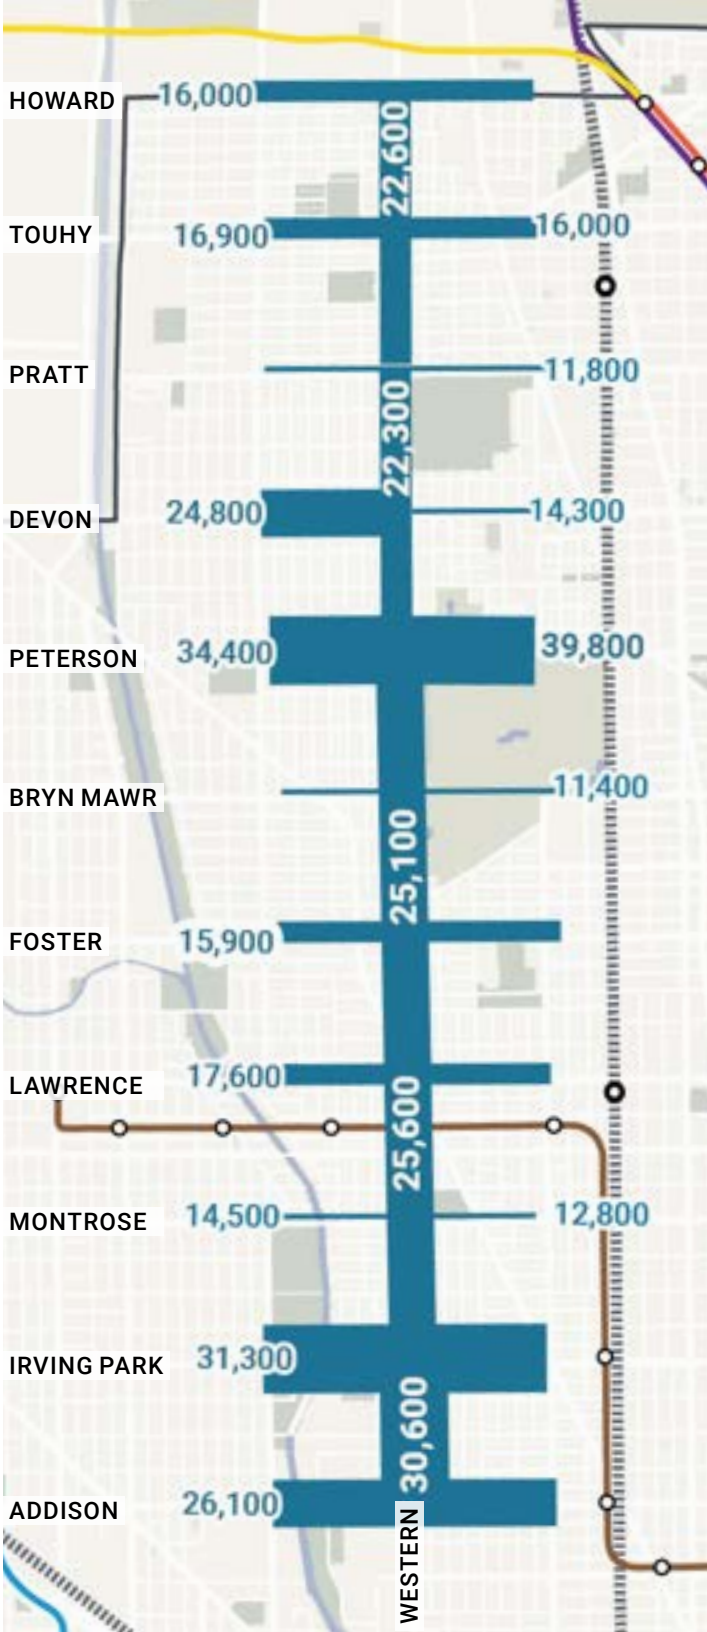 HOWARD
16,000
22,600
TOUHY
16,900
16,000
PRATT
11,800
22,300
DEVON
24,800
14,300
PETERSON
34,400
39,800
BRYN MAWR
11,400
25,100
FOSTER
15,900
LAWRENCE
17,600
25,600
MONTROSE
14,500
12,800
IRVING PARK
31,300
30,600
ADDISON
26,100
WESTERN